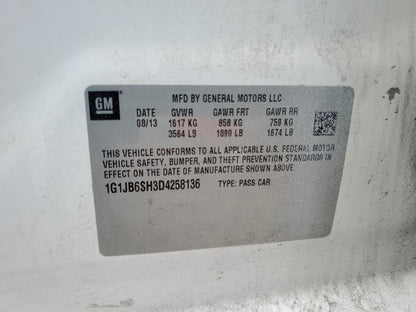 GM
MFD BY GENERAL MOTORS LLC
DATE GVWR GAWR FRT GAWR RR
08/13 1617 KG 858 KG 759 KG
3564 LB 1890 LB 1674 LB
THIS VEHICLE CONFORMS TO ALL APPLICABLE U.S. FEDERAL MOTOR
VEHICLE SAFETY, BUMPER, AND THEFT PREVENTION STANDARDS IN
EFFECT ON THE DATE OF MANUFACTURE SHOWN ABOVE.
1G1JB6SH3D4258136 TYPE: PASS CAR